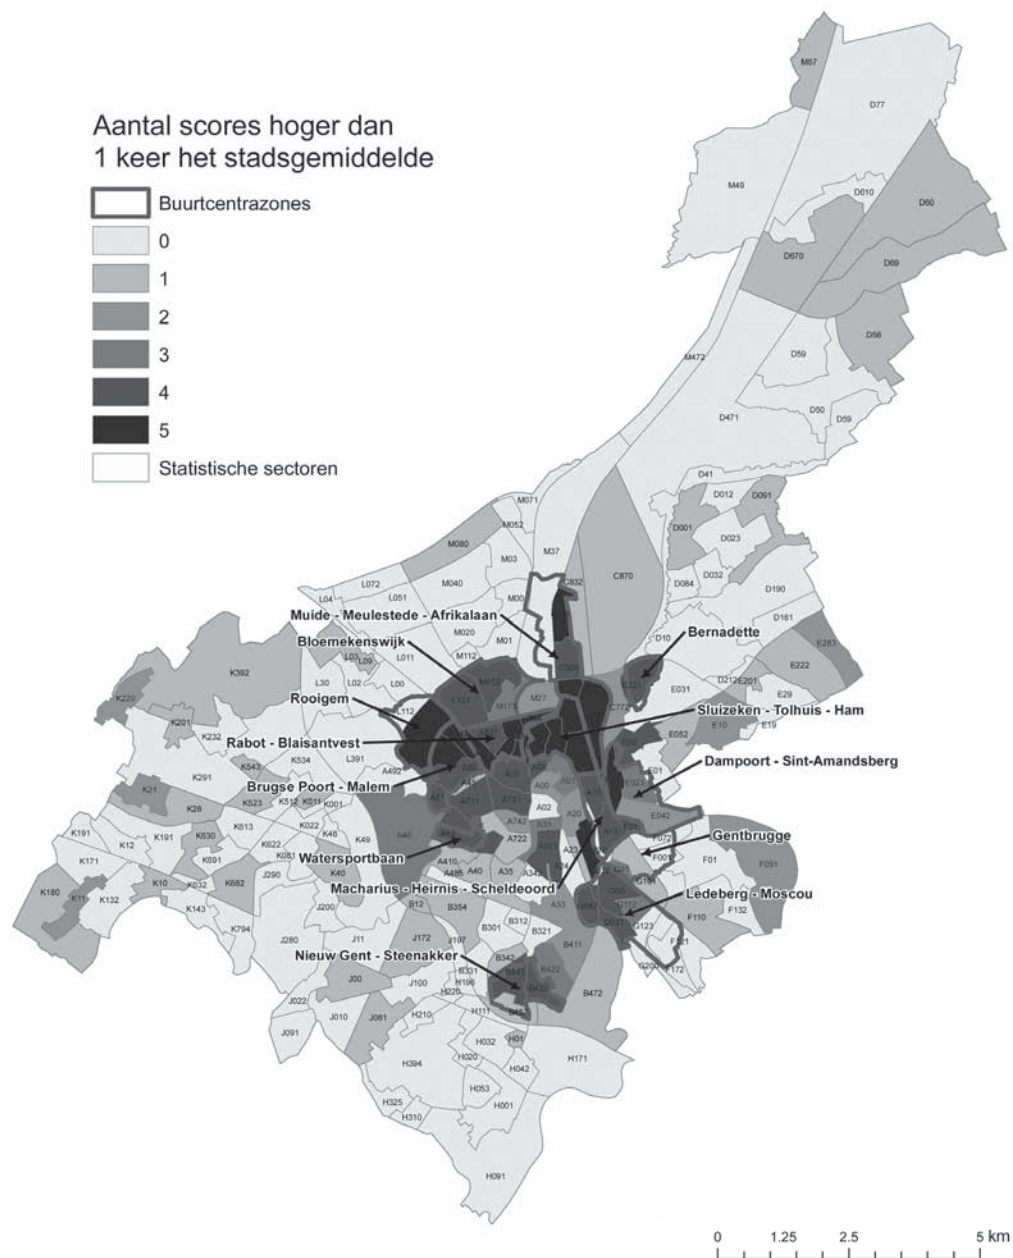 Aantal scores hoger dan
1 keer het stadsgemiddelde
Buurtcentrazones
0
1
2
3
4
5
Statistische sectoren
M57
D77
M49
D610
D60
D670
D69
D58
M472
D59
D471
D50
D59
D41
D012
D091
M071
M052
D001
D023
M080
M03
M37
C832
C870
D084
D032
D190
L072
L04
L051
M040
M00
D181
Muide - Meulestede - Afrikalaan
Bloemekenswijk
M020
M01
D10
Bernadette
E283
K392
L03
L09
L011
M112
E222
K220
L30
L02
L00
M27
E031
D212
E201
E29
Rooigem
K201
L112
C772
Sluizeken - Tolhuis - Ham
K232
Rabot - Blaisantvest
E052
E10
E19
K534
L391
A492
K543
K291
E01
Dampoort - Sint-Amandsberg
Brugse Poort - Malem
K21
K523
K512
K011
K001
K28
A00
A02
A20
E042
K191
K12
K191
K630
K613
K022
K48
K49
A742
A722
Gentbrugge
K622
F072
F001
F01
F091
K171
K691
K081
Watersportbaan
A410
A485
A40
A35
A342
A23
K180
K11
K10
K632
K682
J290
K40
Macharius - Heirnis - Scheldeoord
Ledeberg - Moscou
K132
K143
J200
B12
B354
A33
F110
F132
K794
B301
B312
B321
G123
J280
J11
J172
J197
B411
F121
Nieuw Gent - Steenakker
B342
G200
F172
J00
J100
B331
H196
H220
B422
B472
J022
J010
J081
H210
H111
J091
H032
H01
H394
H020
H042
H171
H053
H325
H310
H001
H091
0
1.25
2.5
5 km